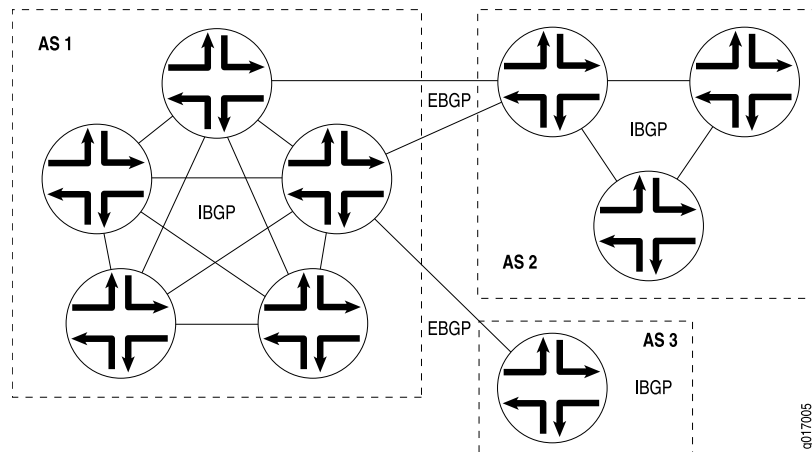 AS 1
EBGP
IBGP
IBGP
AS 2
EBGP
AS 3
IBGP
g017005